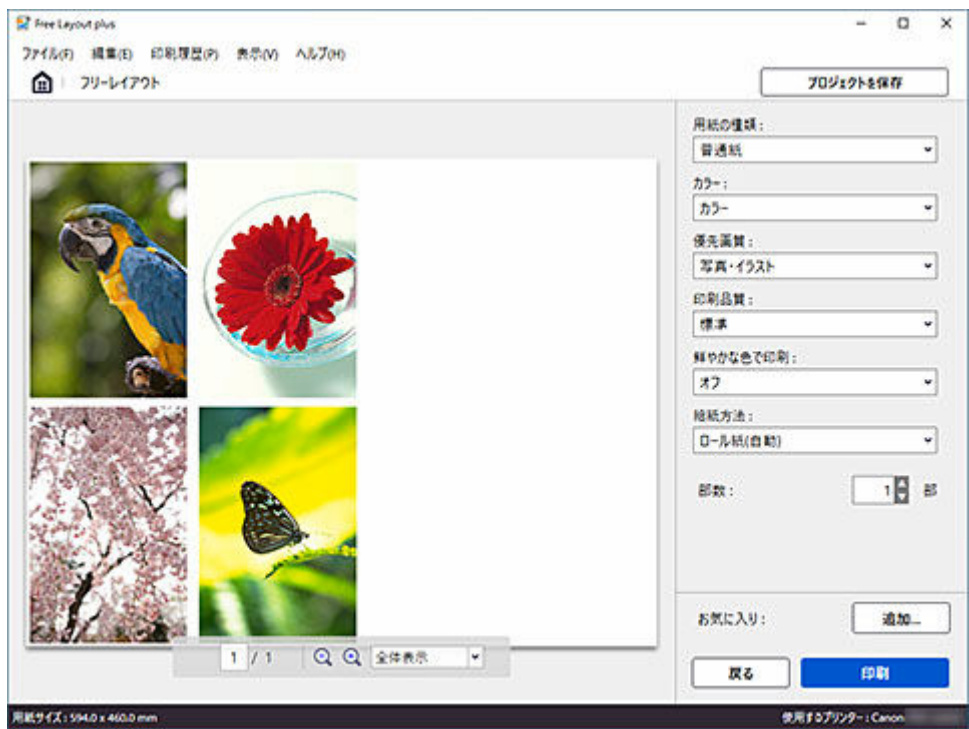 Free Layout plus
ファイル(F) 編集(E) 印刷履歴(P) 表示(V) ヘルプ(H)
フリーレイアウト
プロジェクトを保存
用紙の種類：
普通紙
カラー：
カラー
優先画質：
写真・イラスト
印刷品質：
標準
鮮やかな色で印刷：
オフ
給紙方法：
ロール紙(自動)
部数： 1 部
お気に入り： 追加...
1 / 1 全体表示
戻る 印刷
用紙サイズ : 594.0 x 460.0 mm 使用するプリンター : Canon